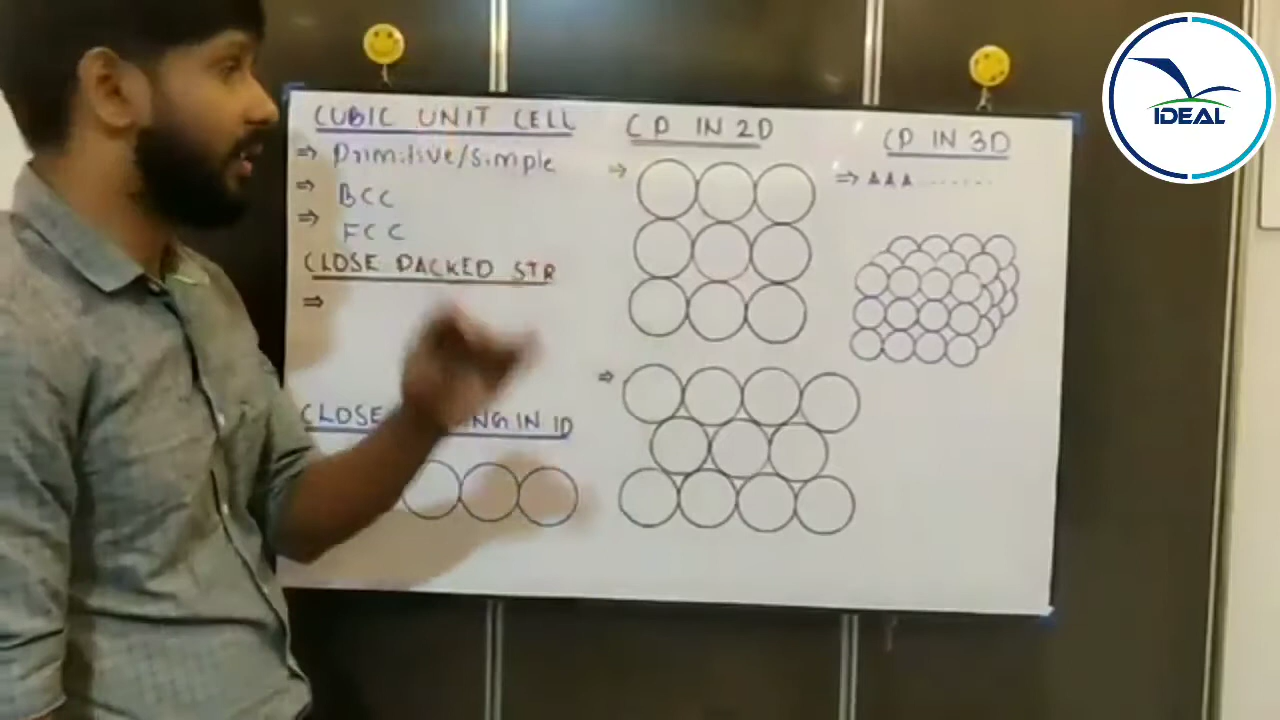 CUBIC UNIT CELL
⇒ Primitive/Simple
⇒ BCC
⇒ FCC
CLOSE PACKED STR
⇒
CLOSE ING IN 1D
CP IN 2D
⇒
⇒
CP IN 3D
⇒ AAA.......
IDEAL